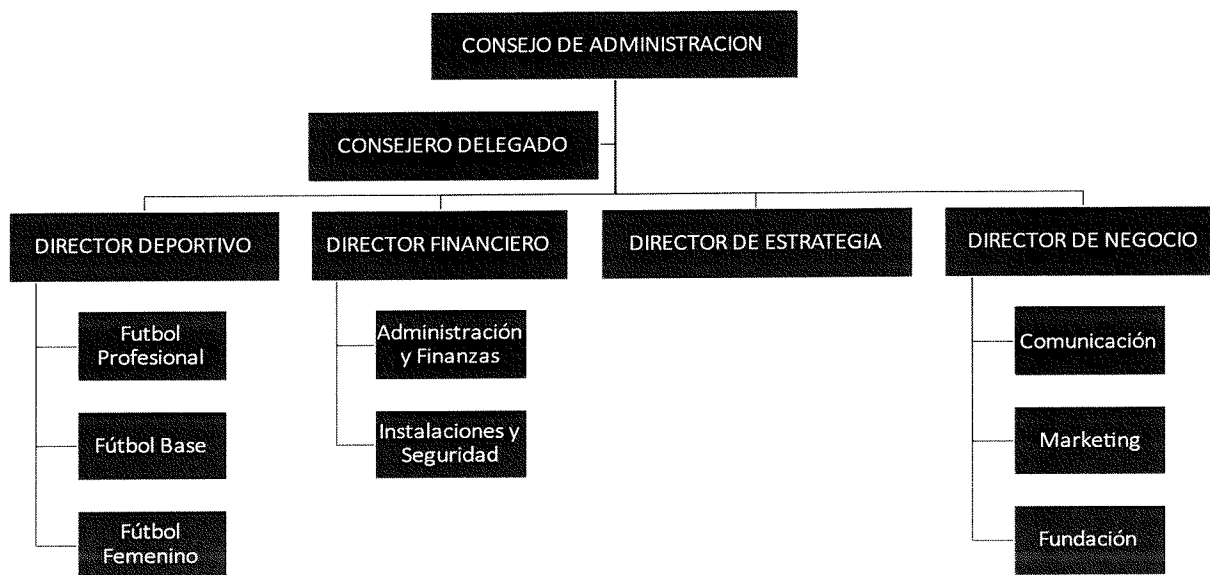 CONSEJO DE ADMINISTRACION
CONSEJERO DELEGADO
DIRECTOR DEPORTIVO
DIRECTOR FINANCIERO
DIRECTOR DE ESTRATEGIA
DIRECTOR DE NEGOCIO
Futbol
Profesional
Fútbol Base
Fútbol
Femenino
Administración
y Finanzas
Instalaciones y
Seguridad
Comunicación
Marketing
Fundación